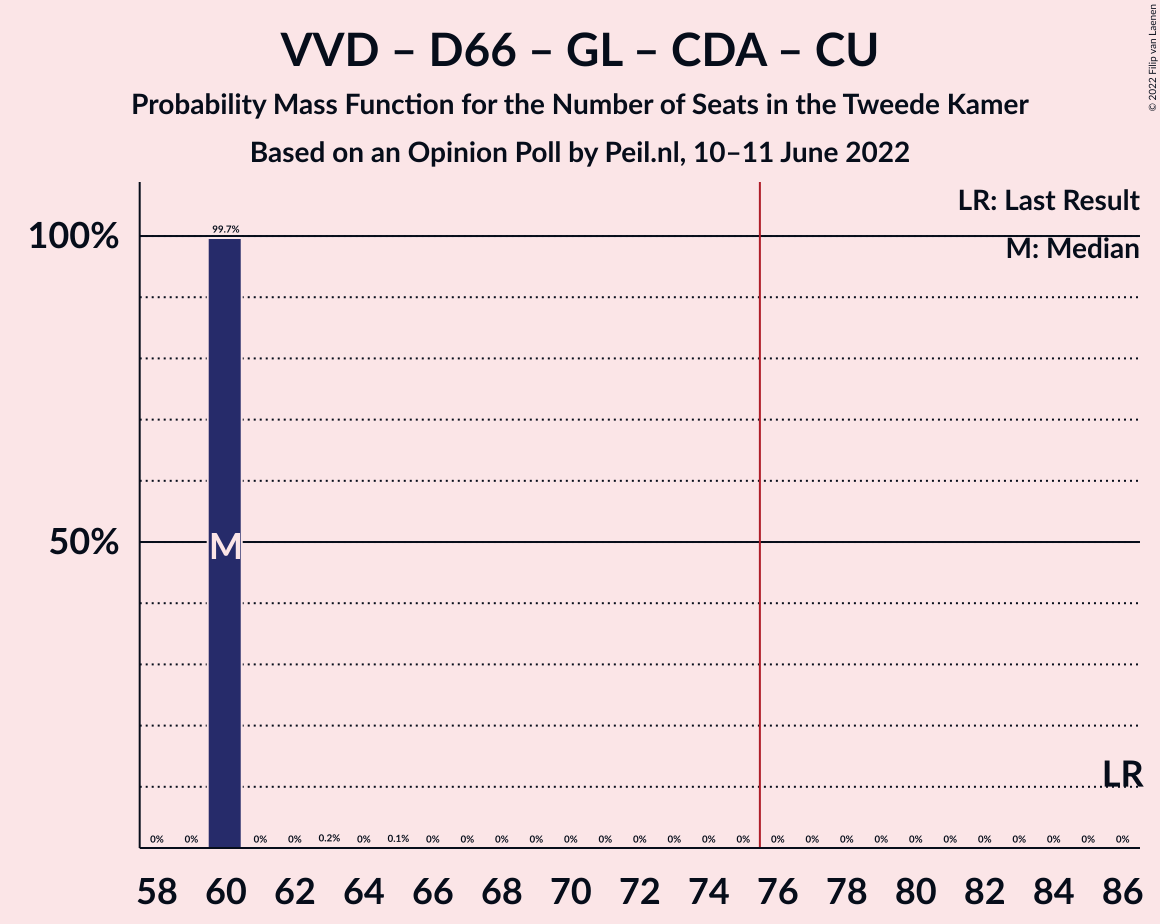 VVD – D66 – GL – CDA – CU
Probability Mass Function for the Number of Seats in the Tweede Kamer
Based on an Opinion Poll by Peil.nl, 10–11 June 2022
© 2022 Filip van Laenen
LR: Last Result
M: Median
100%
50%
99.7%
M
LR
0% 0% 0% 0% 0.2% 0% 0.1% 0% 0% 0% 0% 0% 0% 0% 0% 0% 0% 0% 0% 0% 0% 0% 0% 0% 0% 0% 0% 0%
58 60 62 64 66 68 70 72 74 76 78 80 82 84 86